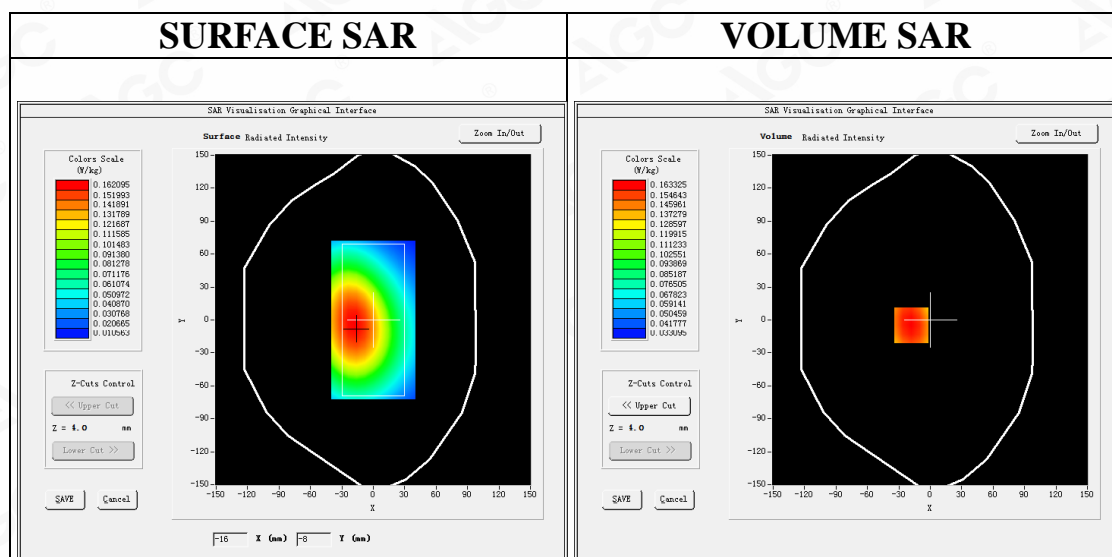 SURFACE SAR
VOLUME SAR
SAR Visualisation Graphical Interface
Surface Radiated Intensity
Zoom In/Out
Colors Scale
(W/kg)
0.162095
0.151993
0.141891
0.131789
0.121687
0.111585
0.101483
0.091380
0.081278
0.071176
0.061074
0.050972
0.040870
0.030768
0.020665
0.010563
150
120
90
60
30
0
-30
-60
-90
-120
-150
Y
-150 -120 -90 -60 -30 0 30 60 90 120 150
X
Z-Cuts Control
<< Upper Cut
Z = 4.0 mm
Lower Cut >>
SAVE Cancel
-16 X (mm) -8 Y (mm)
SAR Visualisation Graphical Interface
Volume Radiated Intensity
Zoom In/Out
Colors Scale
(W/kg)
0.163325
0.154643
0.145961
0.137279
0.128597
0.119915
0.111233
0.102551
0.093869
0.085187
0.076505
0.067823
0.059141
0.050459
0.041777
0.033095
150
120
90
60
30
0
-30
-60
-90
-120
-150
Y
-150 -120 -90 -60 -30 0 30 60 90 120 150
X
Z-Cuts Control
<< Upper Cut
Z = 4.0 mm
Lower Cut >>
SAVE Cancel